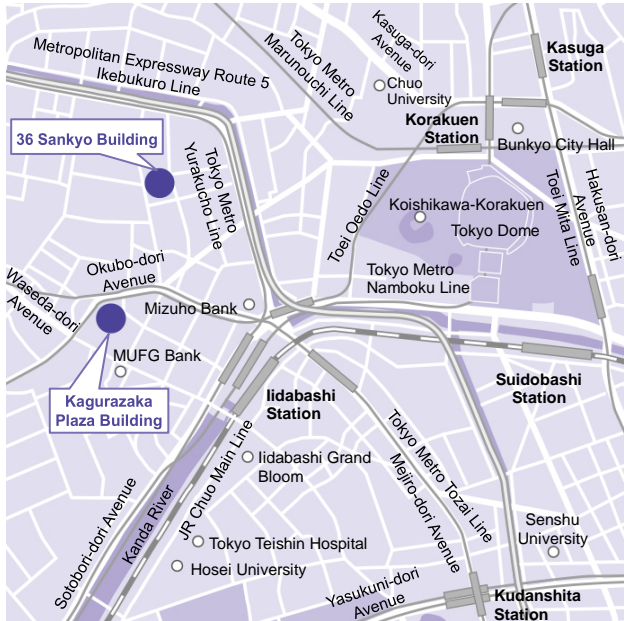 Metropolitan Expressway Route 5
Ikebukuro Line
Tokyo Metro
Marunouchi Line
Kasuga-dori
Avenue
Kasuga
Station
Chuo
University
Korakuen
Station
Bunkyo City Hall
36 Sankyo Building
Tokyo Metro
Yurakucho Line
Toei Oedo Line
Koishikawa-Korakuen
Tokyo Dome
Toei Mita Line
Hakusan-dori
Avenue
Okubo-dori
Avenue
Waseda-dori
Avenue
Mizuho Bank
Tokyo Metro
Namboku Line
MUFG Bank
Kagurazaka
Plaza Building
Iidabashi
Station
Suidobashi
Station
Iidabashi Grand
Bloom
JR Chuo Main Line
Kanda River
Sotobori-dori Avenue
Tokyo Metro Tozai Line
Mejiro-dori Avenue
Tokyo Teishin Hospital
Hosei University
Senshu
University
Yasukuni-dori
Avenue
Kudanshita
Station